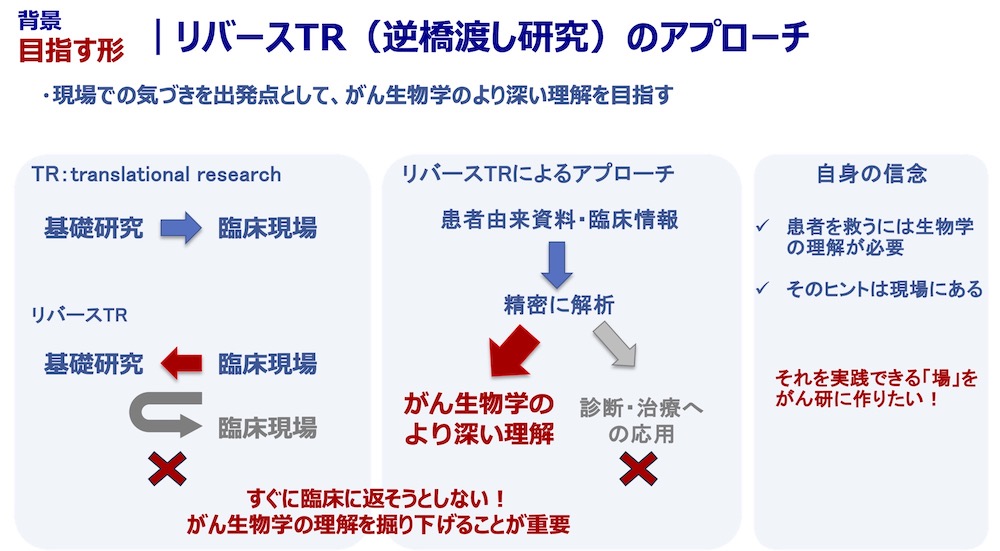 背景
目指す形
｜リバースTR（逆橋渡し研究）のアプローチ
・現場での気づきを出発点として、がん生物学のより深い理解を目指す
TR：translational research
基礎研究 臨床現場
リバースTR
基礎研究 臨床現場
臨床現場
リバースTRによるアプローチ
患者由来資料・臨床情報
精密に解析
がん生物学の
より深い理解
診断・治療へ
の応用
すぐに臨床に返そうとしない！
がん生物学の理解を掘り下げることが重要
自身の信念
✓ 患者を救うには生物学
の理解が必要
✓ そのヒントは現場にある
それを実践できる「場」を
がん研に作りたい！